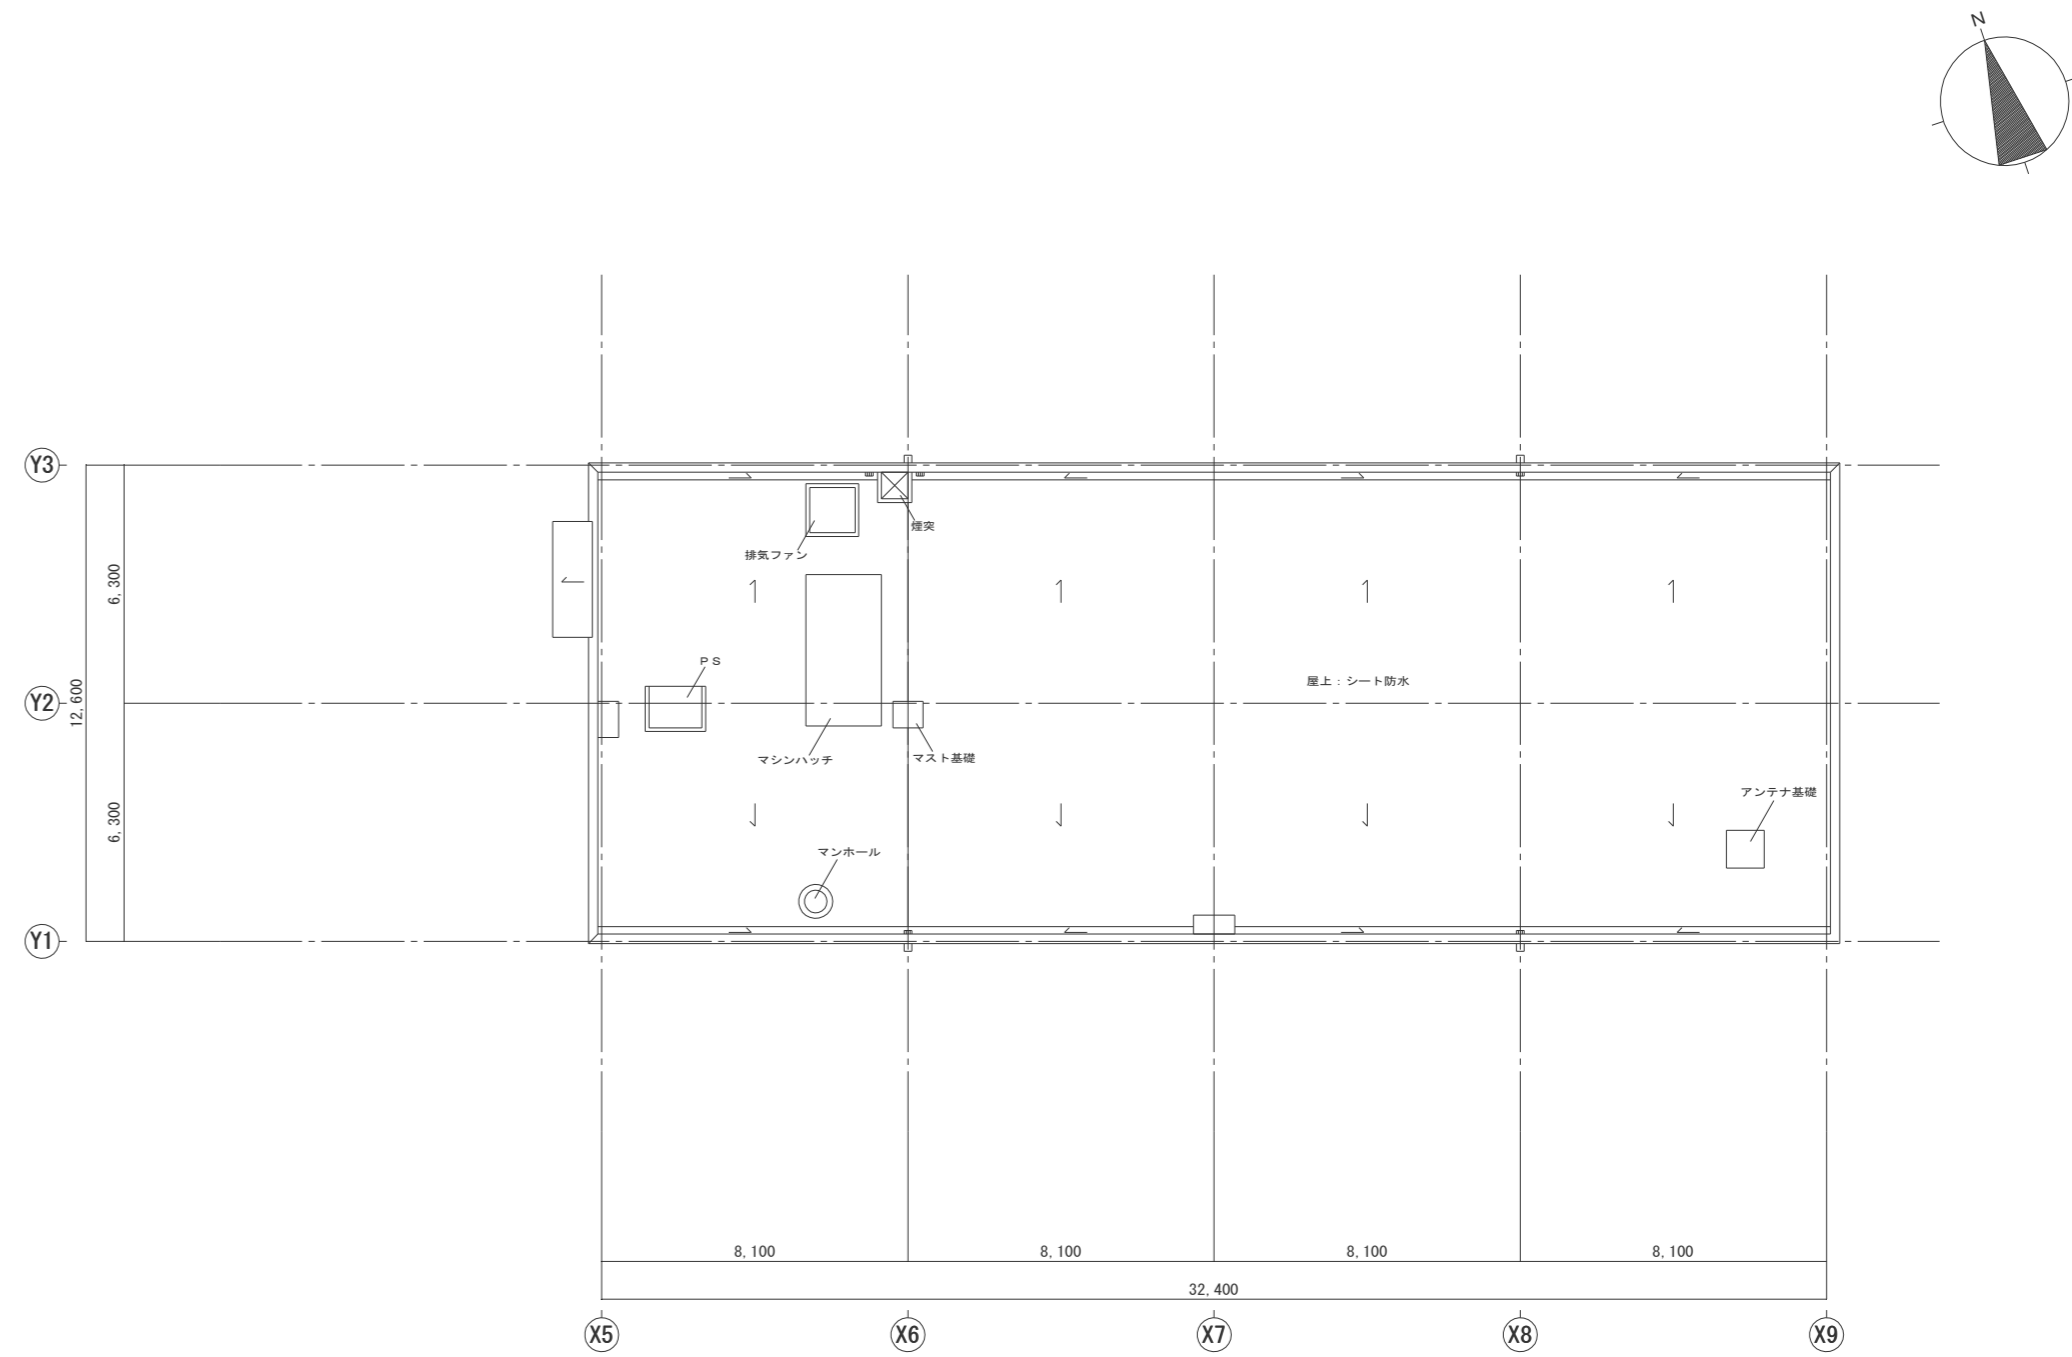 N
Y3
煙突
排気ファン
6,300
PS
屋上：シート防水
Y2
12,600
マシンハッチ
マスト基礎
アンテナ基礎
6,300
マンホール
Y1
8,100
8,100
8,100
8,100
32,400
X5
X6
X7
X8
X9